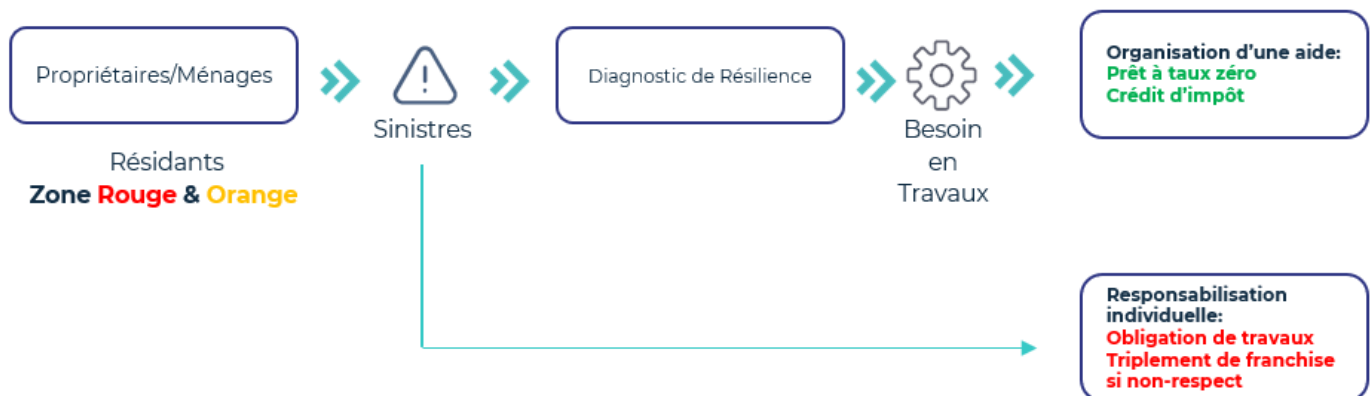 Propriétaires/Ménages
Résidants
Zone Rouge & Orange
Sinistres
Diagnostic de Résilience
Besoin
en
Travaux
Organisation d’une aide:
Prêt à taux zéro
Crédit d’impôt
Responsabilisation
individuelle:
Obligation de travaux
Triplement de franchise
si non-respect